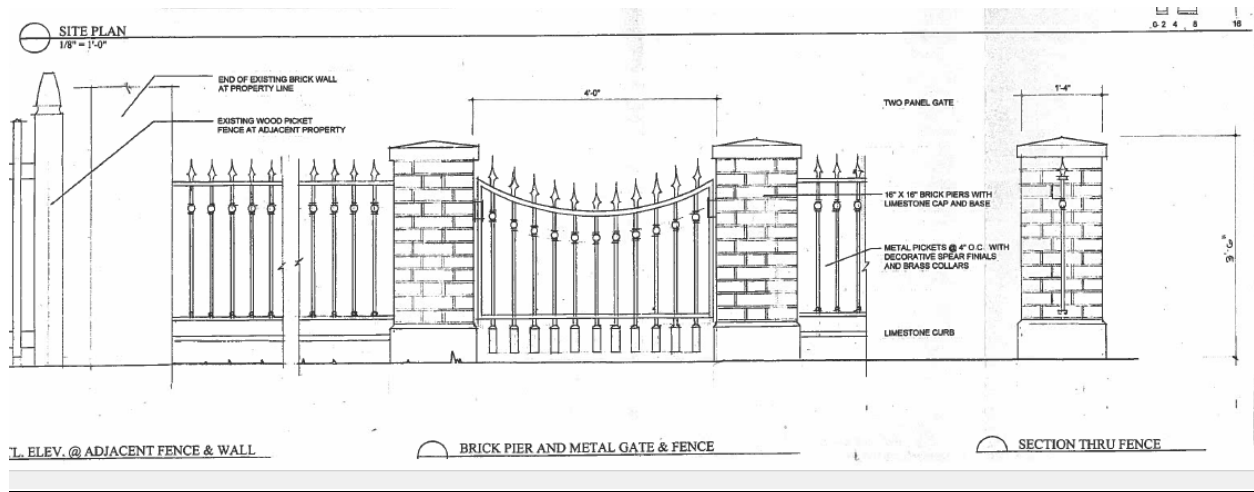 SITE PLAN
1/8" = 1'-0"
0 2 4 8 16
END OF EXISTING BRICK WALL
AT PROPERTY LINE
EXISTING WOOD PICKET
FENCE AT ADJACENT PROPERTY
4'-0"
TWO PANEL GATE
1'-4"
16" X 16" BRICK PIERS WITH
LIMESTONE CAP AND BASE
METAL PICKETS @ 4" O.C. WITH
DECORATIVE SPEAR FINIALS
AND BRASS COLLARS
LIMESTONE CURB
TL. ELEV. @ ADJACENT FENCE & WALL
BRICK PIER AND METAL GATE & FENCE
SECTION THRU FENCE